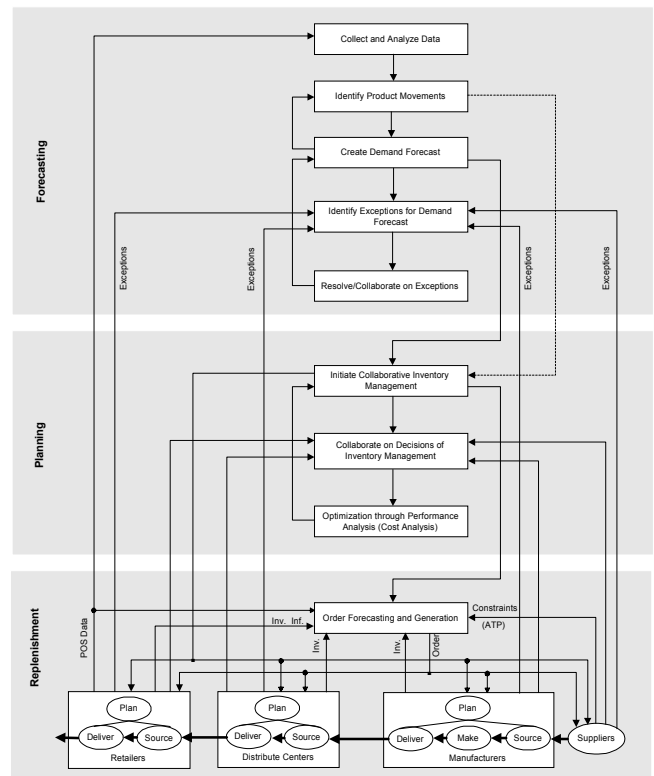 Collect and Analyze Data
Forecasting
Identify Product Movements
Create Demand Forecast
Identify Exceptions for Demand
Forecast
Exceptions
Exceptions
Exceptions
Exceptions
Resolve/Collaborate on Exceptions
Planning
Initiate Collaborative Inventory
Management
Collaborate on Decisions of
Inventory Management
Optimization through Performance
Analysis (Cost Analysis)
Replenishment
POS Data
Inv. Inf.
Order Forecasting and Generation
Constraints
(ATP)
Inv.
Inv.
Order
Plan
Deliver
Source
Retailers
Plan
Deliver
Source
Distribute Centers
Plan
Deliver
Make
Source
Manufacturers
Suppliers